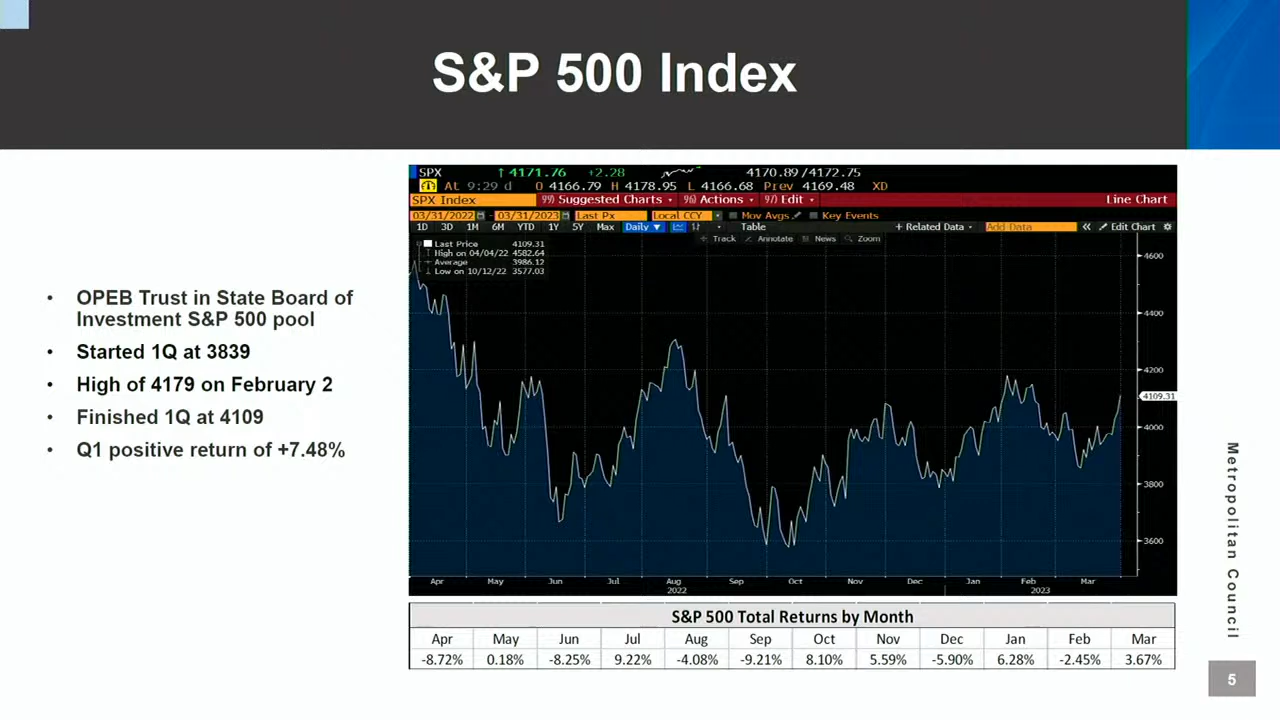 S&P 500 Index
• OPEB Trust in State Board of
Investment S&P 500 pool
• Started 1Q at 3839
• High of 4179 on February 2
• Finished 1Q at 4109
• Q1 positive return of +7.48%
SPX ↑ 4171.76 +2.28 4170.89/4172.75
At 9:29 d O 4166.79 H 4178.95 L 4166.68 Prev 4169.48 XD
SPX Index 99) Suggested Charts 96) Actions 97) Edit Line Chart
03/31/2022 - 03/31/2023 Last Px Local CCY Mov Avgs Key Events
1D 3D 1M 6M YTD 1Y 5Y Max Daily ▼ Table + Related Data Add Data « Edit Chart
Track Annotate News Zoom
Last Price 4109.31
High on 04/04/22 4582.64
Average 3986.12
Low on 10/12/22 3577.03
4600
4400
4200
4109.31
4000
3800
3600
Apr May Jun Jul Aug Sep Oct Nov Dec Jan Feb Mar
2022 2023
S&P 500 Total Returns by Month
Apr May Jun Jul Aug Sep Oct Nov Dec Jan Feb Mar
-8.72% 0.18% -8.25% 9.22% -4.08% -9.21% 8.10% 5.59% -5.90% 6.28% -2.45% 3.67%
Metropolitan Council
5